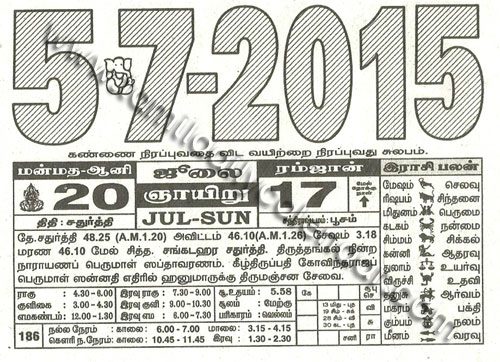 5-7-2015
கண்ணை நிரப்புவதை விட வயிற்றை நிரப்புவது சுலபம்.
மன்மத-ஆனி ஜுலை ரம்ஜான் இராசி பலன்
20 ஞாயிறு 17 மேல் நோக்கு நாள்
திதி : சதுர்த்தி JUL-SUN சந்திராஷ்டமம் : பூசம்
மேஷம் செலவு
ரிஷபம் சிந்தனை
மிதுனம் பெருமை
கடகம் நன்மை
சிம்மம் சிக்கல்
கன்னி ஆதரவு
துலாம் உயர்வு
விருச்சி உதவி
தனுசு ஆர்வம்
மகரம் பக்தி
கும்பம் நலம்
மீனம் வரவு
தே.சதுர்த்தி 48.25 (A.M.1.20) அவிட்டம் 46.10(A.M.1.26) சேஷம் 3.18
மரண 46.10 மேல் சித்த. சங்கடஹர சதுர்த்தி. திருத்தங்கல் நின்ற
நாராயணப் பெருமாள் ஸப்தாவரணம். கீழ்திருப்பதி கோவிந்தராஜப்
பெருமாள் ஸன்னதி எதிரில் ஹனுமாருக்கு திருமஞ்சன சேவை.
ராகு : 4.30-6.00 இரவு ராகு - 7.30-9.00 சூ.உதயம் : 5.58
குளிகை : 3.00-4.30 இரவு குளி - 9.00-10.30 சூலம் : மேற்கு
எமகண்டம் : 12.00-1.30 இரவு எம - 6.00-7.30 பரிகாரம் : வெல்லம்
186 நல்ல நேரம் : காலை : 6.00 - 7.00 மாலை : 3.15 - 4.15
கௌரி ந.நேரம் : காலை : 10.45 - 11.45 இரவு : 1.30 - 2.30